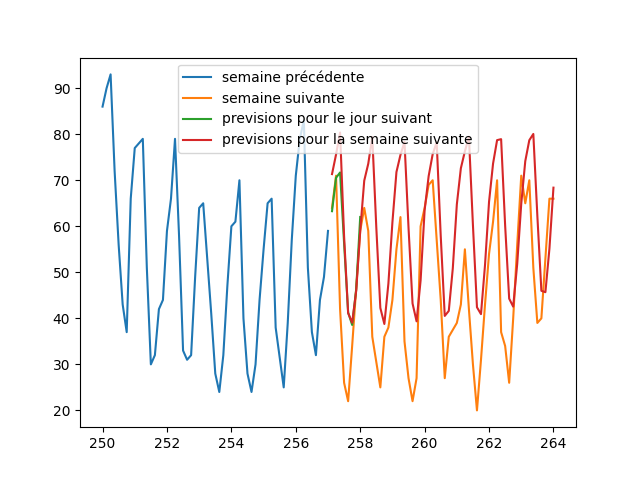 semaine précédente
semaine suivante
previsions pour le jour suivant
previsions pour la semaine suivante
90
80
70
60
50
40
30
20
250 252 254 256 258 260 262 264